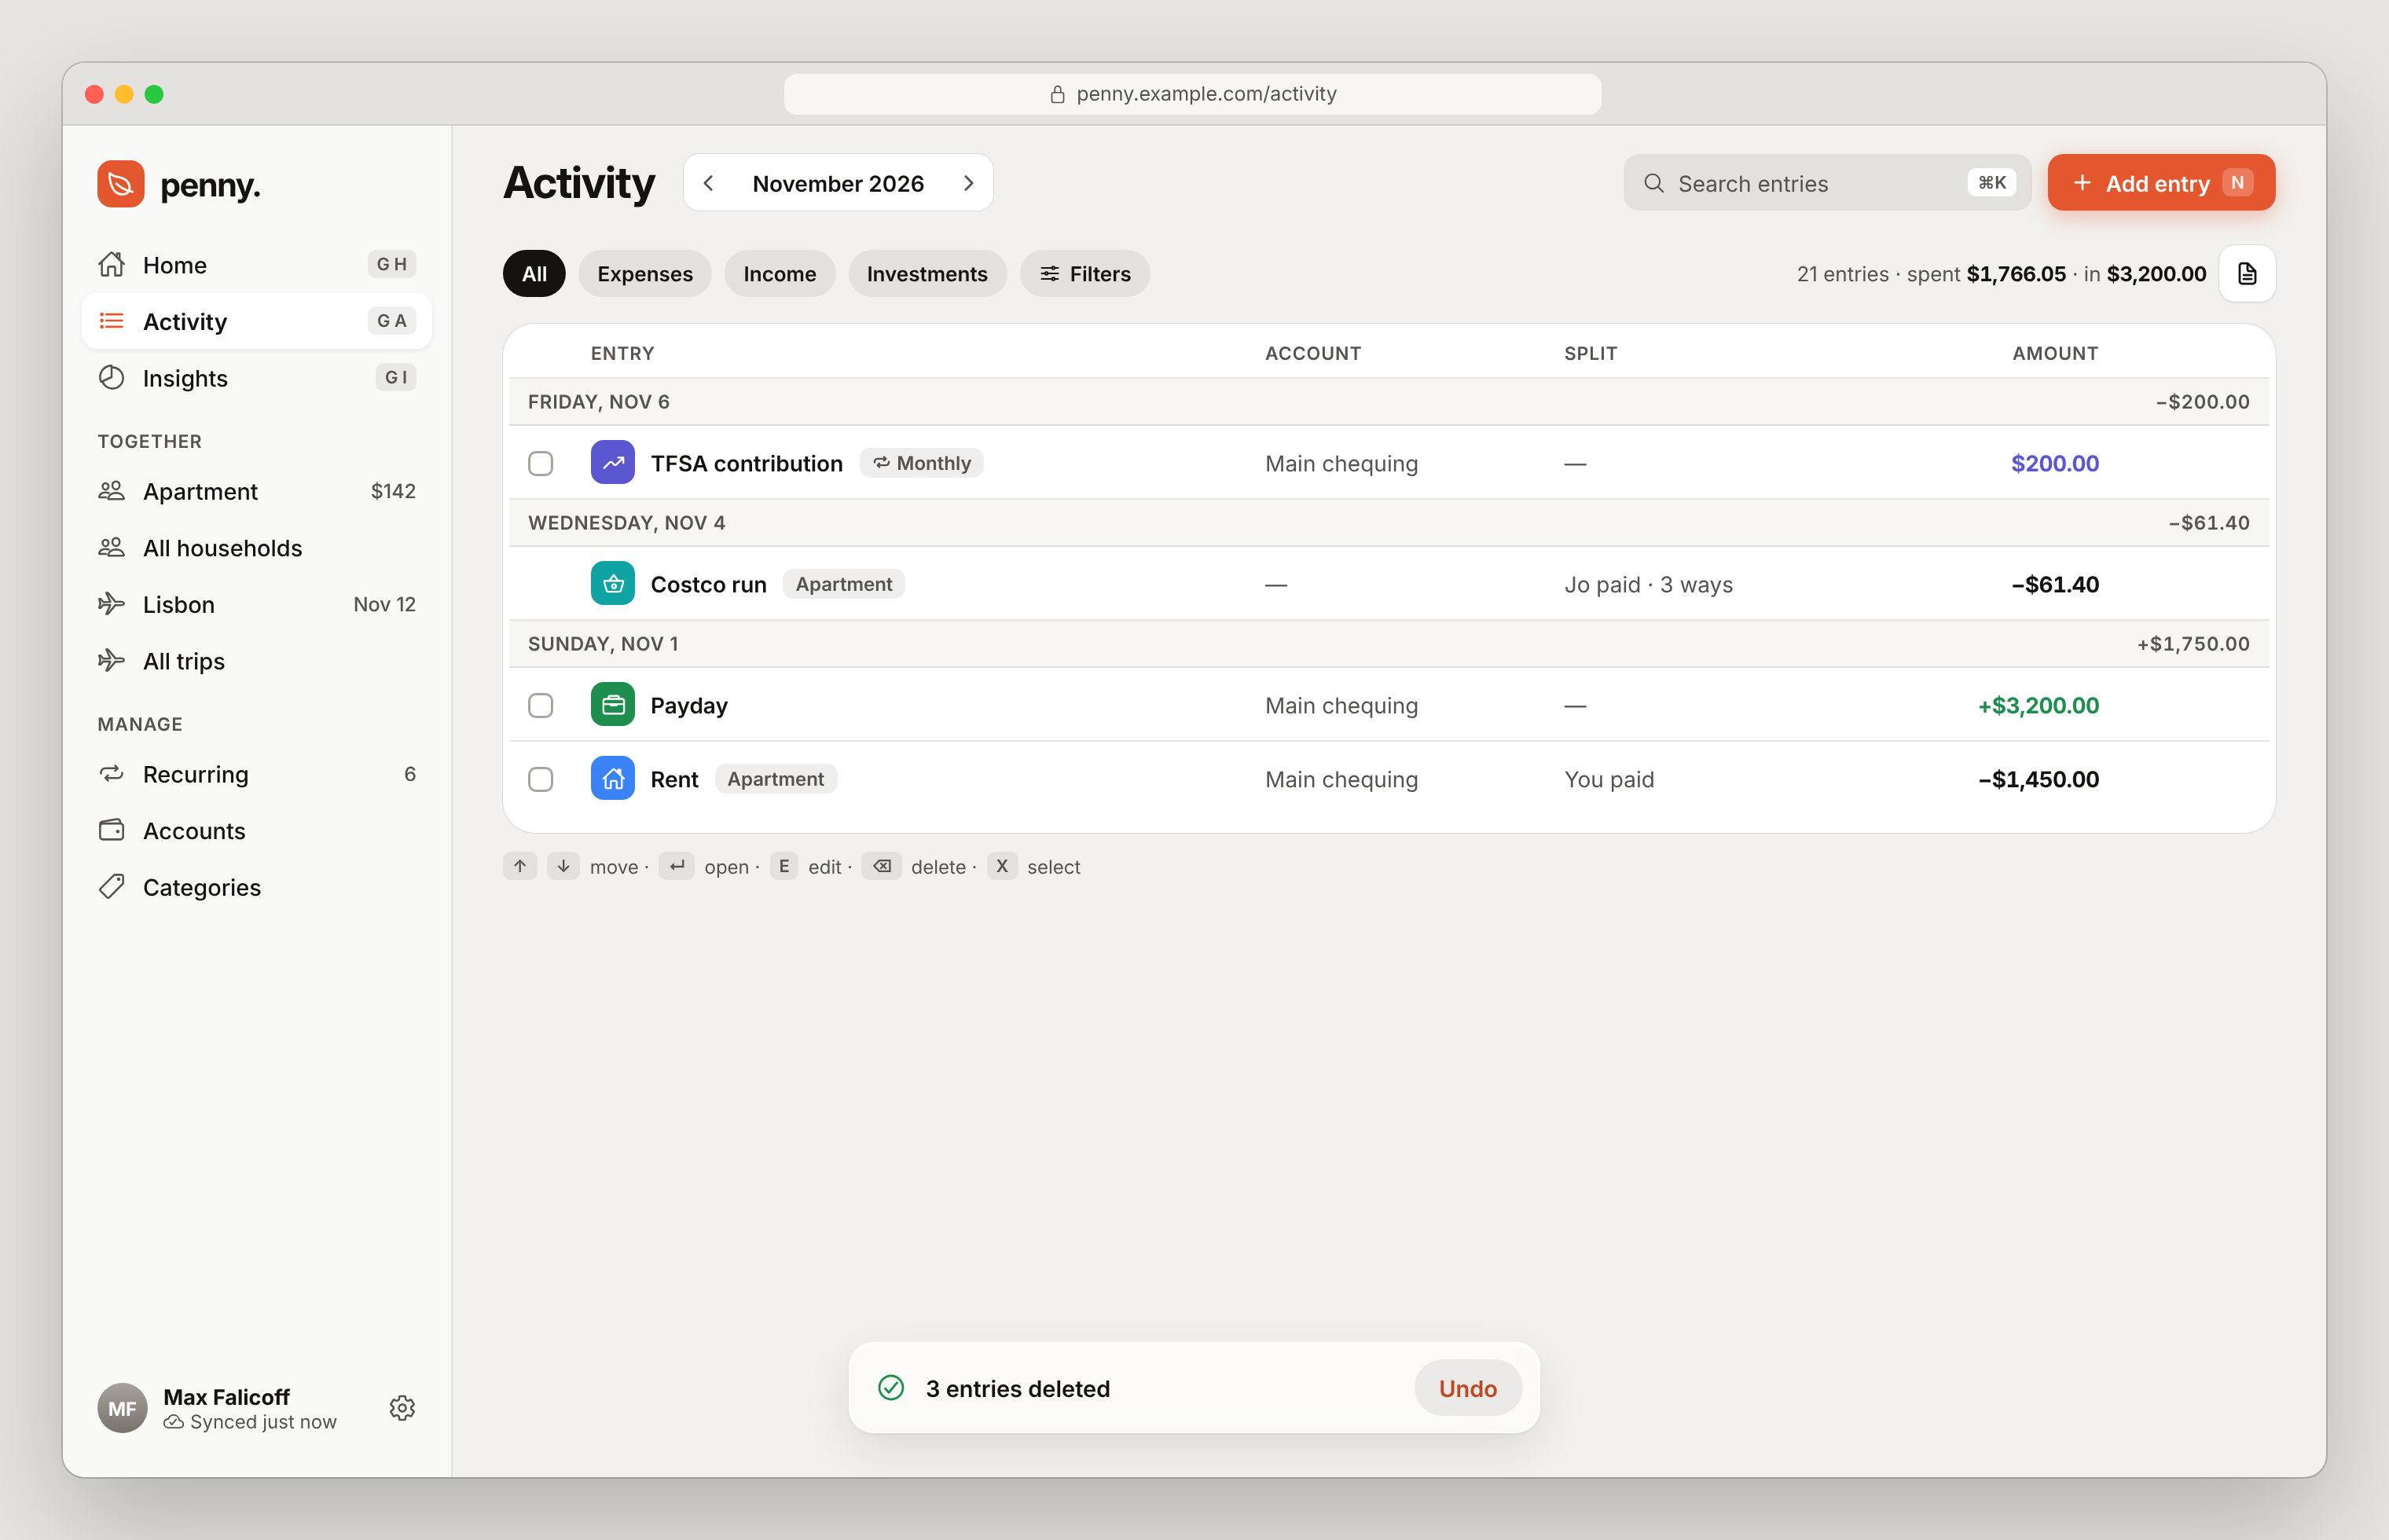 penny.example.com/activity
penny.
Home G H
Activity G A
Insights G I
TOGETHER
Apartment $142
All households
Lisbon Nov 12
All trips
MANAGE
Recurring 6
Accounts
Categories
MF Max Falicoff
Synced just now
Activity November 2026 Search entries ⌘K + Add entry N
All Expenses Income Investments Filters 21 entries · spent $1,766.05 · in $3,200.00
ENTRY ACCOUNT SPLIT AMOUNT
FRIDAY, NOV 6 −$200.00
TFSA contribution Monthly Main chequing — $200.00
WEDNESDAY, NOV 4 −$61.40
Costco run Apartment — Jo paid · 3 ways −$61.40
SUNDAY, NOV 1 +$1,750.00
Payday Main chequing — +$3,200.00
Rent Apartment Main chequing You paid −$1,450.00
↑ ↓ move · ↵ open · E edit · ⌫ delete · X select
3 entries deleted Undo